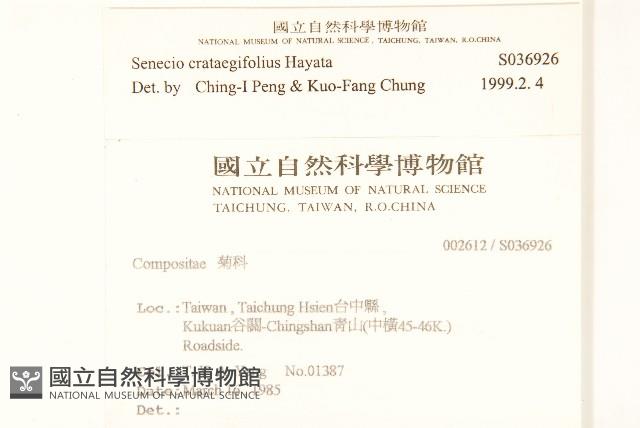 國立自然科學博物館
NATIONAL MUSEUM OF NATURAL SCIENCE, TAICHUNG, TAIWAN, R.O.CHINA
Senecio crataegifolius Hayata S036926
Det. by Ching-I Peng & Kuo-Fang Chung 1999.2. 4
國立自然科學博物館
NATIONAL MUSEUM OF NATURAL SCIENCE
TAICHUNG, TAIWAN, R.O.CHINA
002612 / S036926
Compositae 菊科
Loc.: Taiwan , Taichung Hsien台中縣 ,
Kukuan谷關-Chingshan青山(中橫45-46K.)
Roadside.
No.01387
Date: March 16, 1985
Det.:
國立自然科學博物館
NATIONAL MUSEUM OF NATURAL SCIENCE